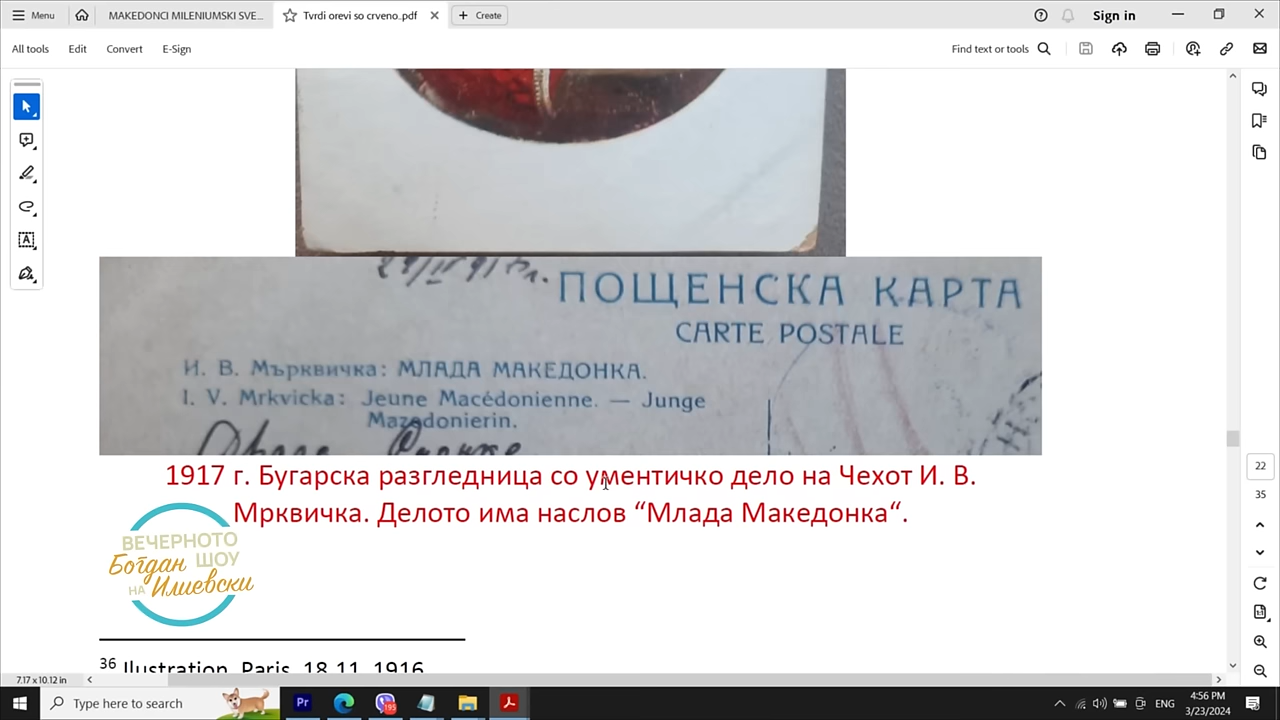 Menu
MAKEDONCI MILENIUMSKI SVE...
Tvrdi orevi so crveno..pdf
Create
Sign in
All tools
Edit
Convert
E-Sign
Find text or tools
ПОЩЕНСКА КАРТА
CARTE POSTALE
И. В. Мърквичка: МЛАДА МАКЕДОНКА.
I. V. Mrkvicka: Jeune Macédonienne. — Junge
Mazedonierin.
1917 г. Бугарска разгледница со ументичко дело на Чехот И. В.
Мрквичка. Делото има наслов “Млада Македонка“.
ВЕЧЕРНОТО
ШОУ
НА
Богдан
Илиевски
36 Ilustration, Paris, 18.11. 1916
22
35
7.17 x 10.12 in
Type here to search
Pr
195
ENG
4:56 PM
3/23/2024